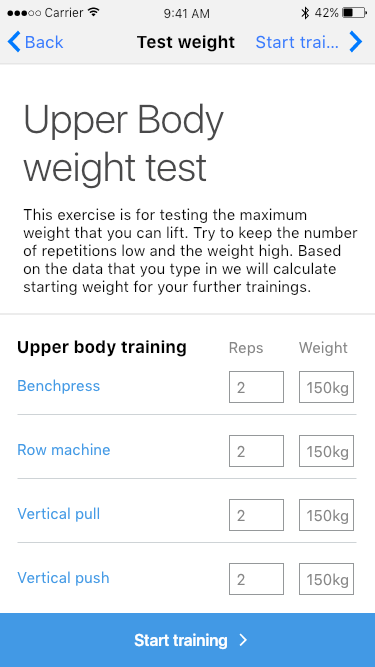 Carrier 9:41 AM 42%
Back Test weight Start trai...
Upper Body
weight test
This exercise is for testing the maximum
weight that you can lift. Try to keep the number
of repetitions low and the weight high. Based
on the data that you type in we will calculate
starting weight for your further trainings.
Upper body training Reps Weight
Benchpress 2 150kg
Row machine 2 150kg
Vertical pull 2 150kg
Vertical push 2 150kg
Start training